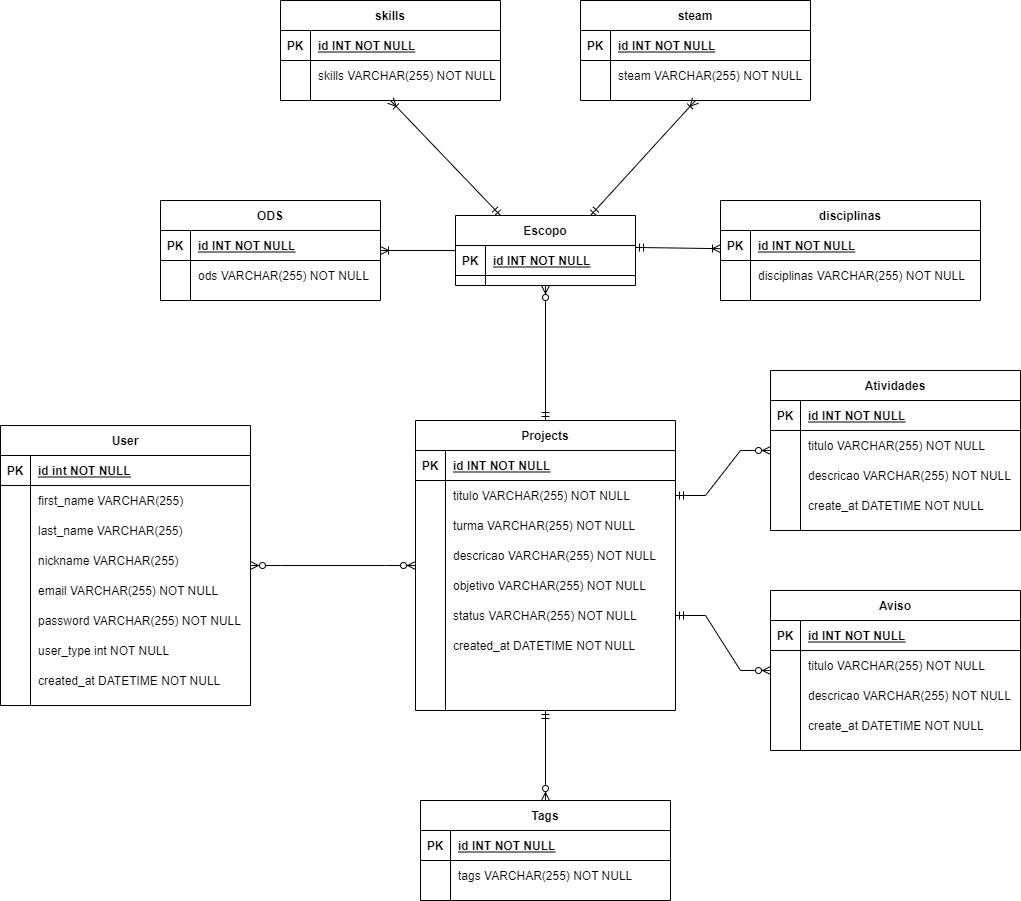 skills
PK id INT NOT NULL
skills VARCHAR(255) NOT NULL
steam
PK id INT NOT NULL
steam VARCHAR(255) NOT NULL
ODS
PK id INT NOT NULL
ods VARCHAR(255) NOT NULL
Escopo
PK id INT NOT NULL
disciplinas
PK id INT NOT NULL
disciplinas VARCHAR(255) NOT NULL
User
PK id int NOT NULL
first_name VARCHAR(255)
last_name VARCHAR(255)
nickname VARCHAR(255)
email VARCHAR(255) NOT NULL
password VARCHAR(255) NOT NULL
user_type int NOT NULL
created_at DATETIME NOT NULL
Projects
PK id INT NOT NULL
titulo VARCHAR(255) NOT NULL
turma VARCHAR(255) NOT NULL
descricao VARCHAR(255) NOT NULL
objetivo VARCHAR(255) NOT NULL
status VARCHAR(255) NOT NULL
created_at DATETIME NOT NULL
Atividades
PK id INT NOT NULL
titulo VARCHAR(255) NOT NULL
descricao VARCHAR(255) NOT NULL
create_at DATETIME NOT NULL
Aviso
PK id INT NOT NULL
titulo VARCHAR(255) NOT NULL
descricao VARCHAR(255) NOT NULL
create_at DATETIME NOT NULL
Tags
PK id INT NOT NULL
tags VARCHAR(255) NOT NULL